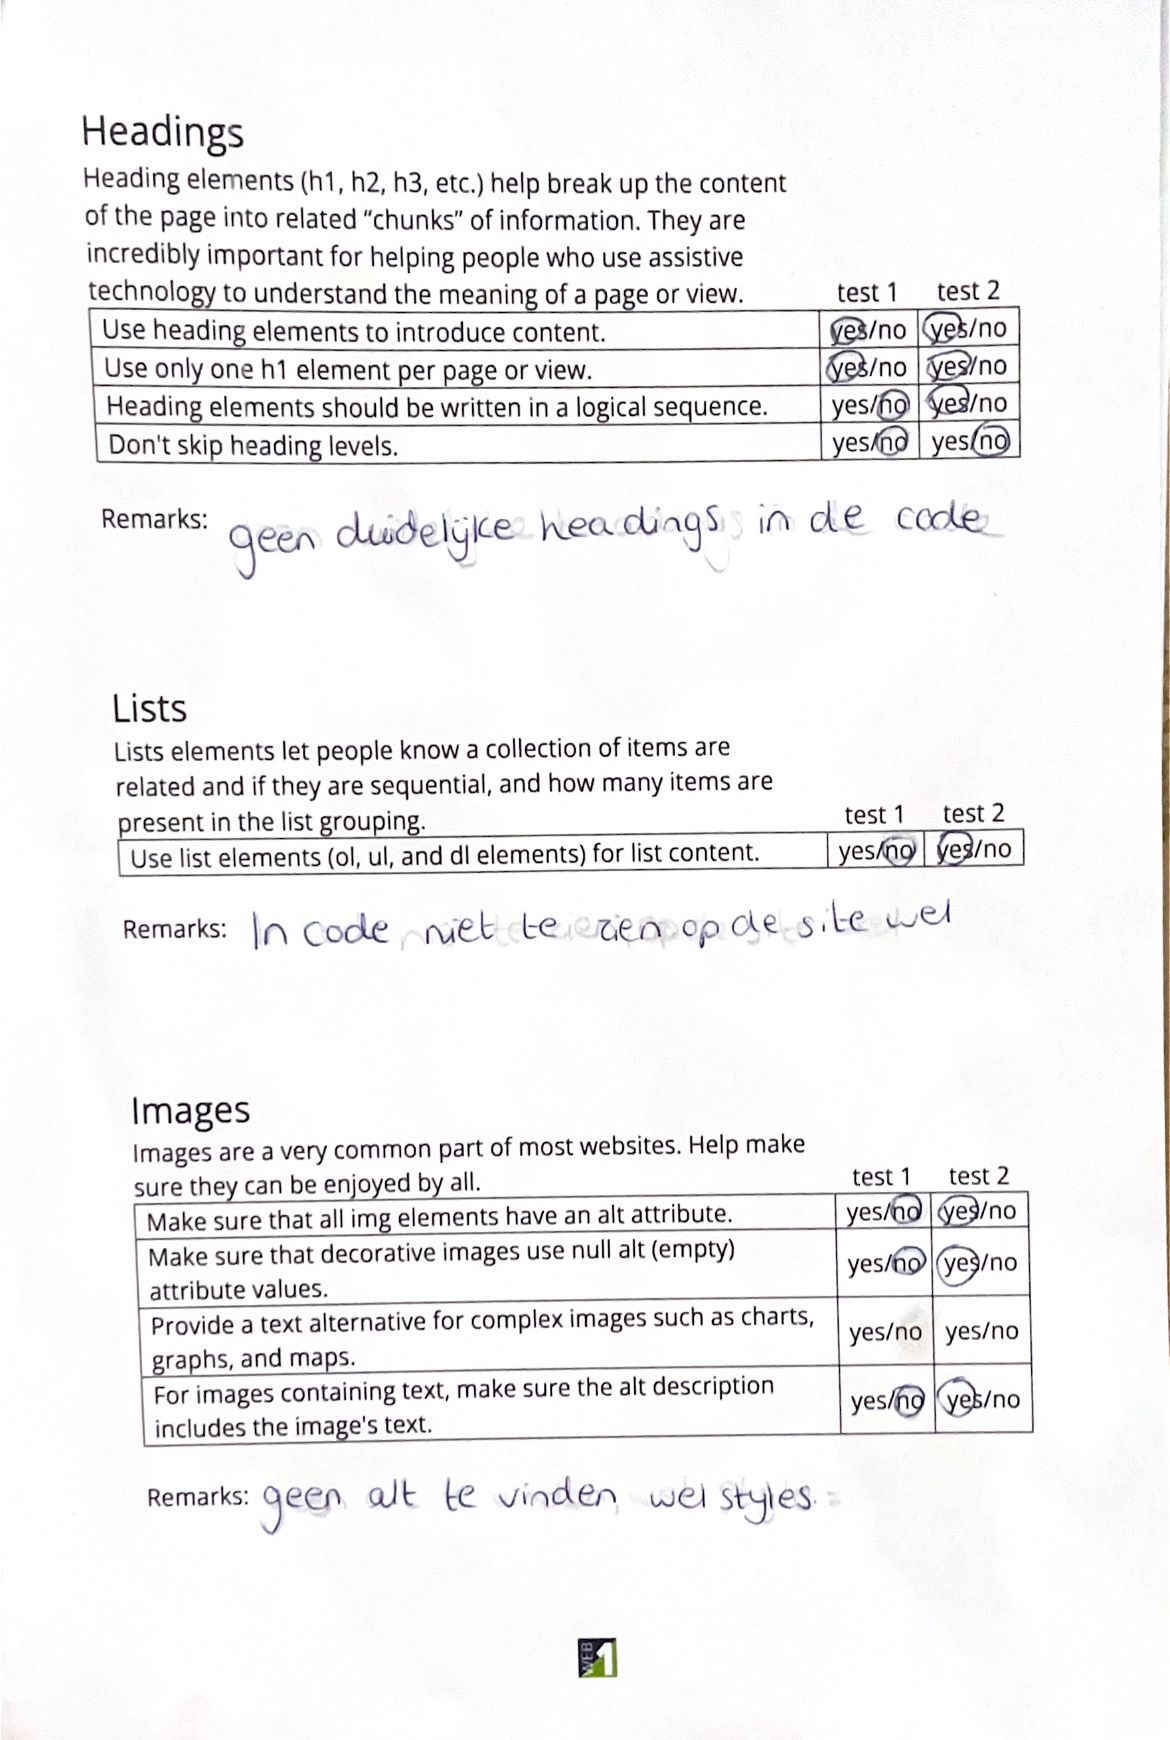 Headings
Heading elements (h1, h2, h3, etc.) help break up the content
of the page into related “chunks” of information. They are
incredibly important for helping people who use assistive
technology to understand the meaning of a page or view. test 1 test 2
Use heading elements to introduce content. yes/no yes/no
Use only one h1 element per page or view. yes/no yes/no
Heading elements should be written in a logical sequence. yes/no yes/no
Don't skip heading levels. yes/no yes/no
Remarks: geen duidelijke headings in de code
Lists
Lists elements let people know a collection of items are
related and if they are sequential, and how many items are
present in the list grouping. test 1 test 2
Use list elements (ol, ul, and dl elements) for list content. yes/no yes/no
Remarks: In code niet te zien op de site wel
Images
Images are a very common part of most websites. Help make
sure they can be enjoyed by all. test 1 test 2
Make sure that all img elements have an alt attribute. yes/no yes/no
Make sure that decorative images use null alt (empty)
attribute values. yes/no yes/no
Provide a text alternative for complex images such as charts,
graphs, and maps. yes/no yes/no
For images containing text, make sure the alt description
includes the image's text. yes/no yes/no
Remarks: geen alt te vinden wel styles.
WEB 1